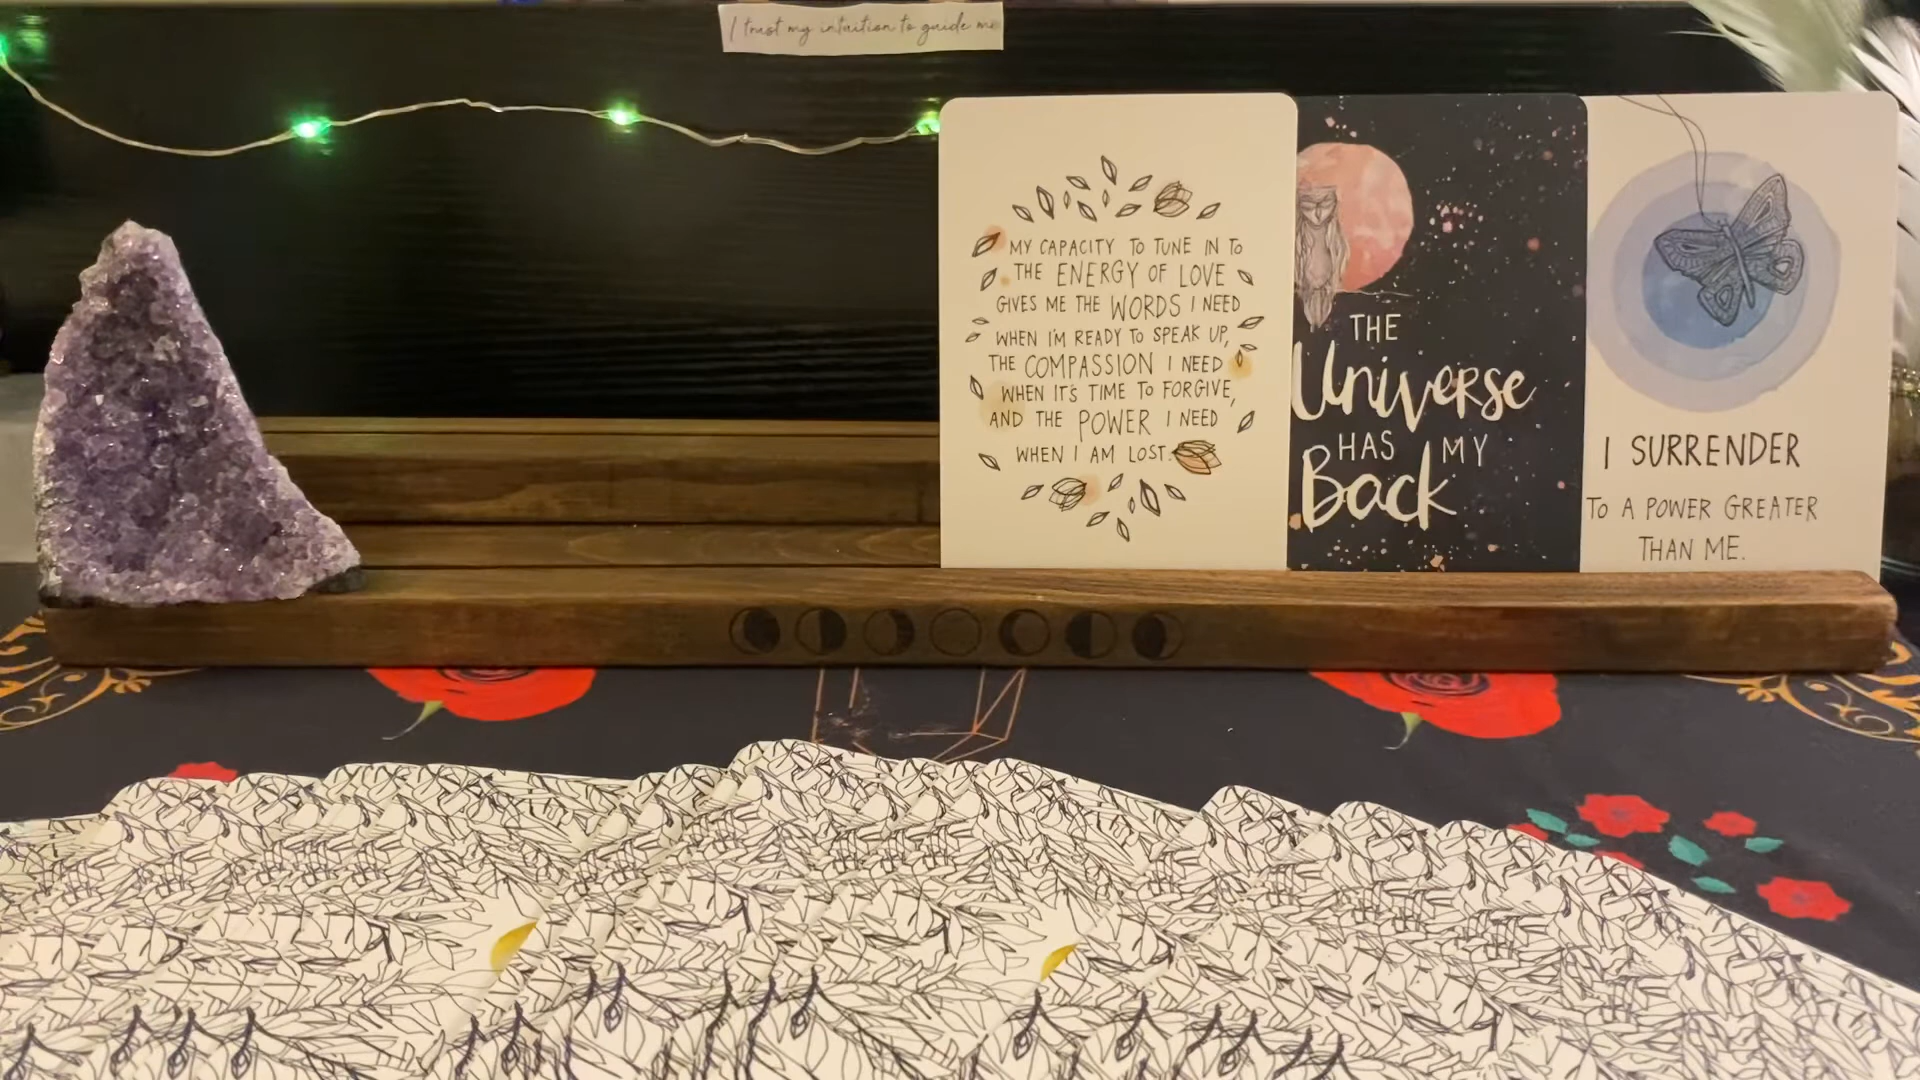 I trust my intuition to guide me
MY CAPACITY TO TUNE IN TO
THE ENERGY OF LOVE
GIVES ME THE WORDS I NEED
WHEN I'M READY TO SPEAK UP,
THE COMPASSION I NEED
WHEN IT'S TIME TO FORGIVE,
AND THE POWER I NEED
WHEN I AM LOST.
THE
Universe
HAS MY
Back
I SURRENDER
TO A POWER GREATER
THAN ME.